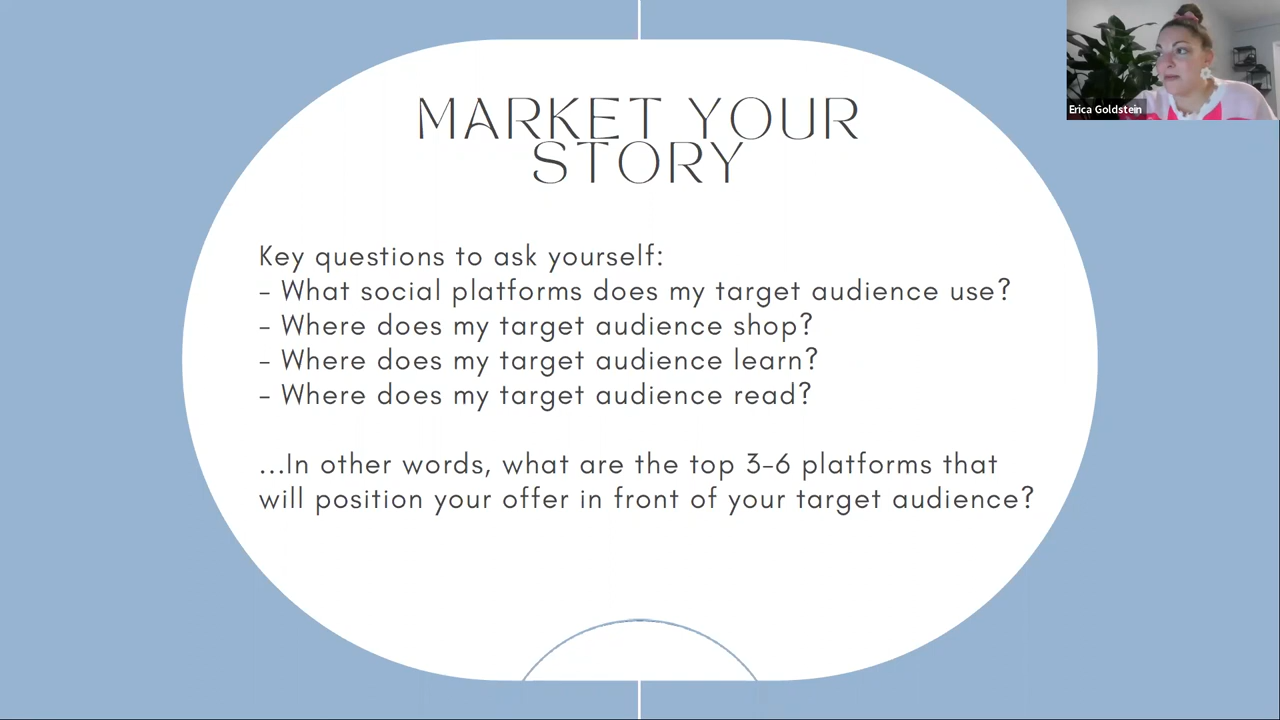 MARKET YOUR
STORY
Key questions to ask yourself:
- What social platforms does my target audience use?
- Where does my target audience shop?
- Where does my target audience learn?
- Where does my target audience read?
...In other words, what are the top 3-6 platforms that
will position your offer in front of your target audience?
Erica Goldstein